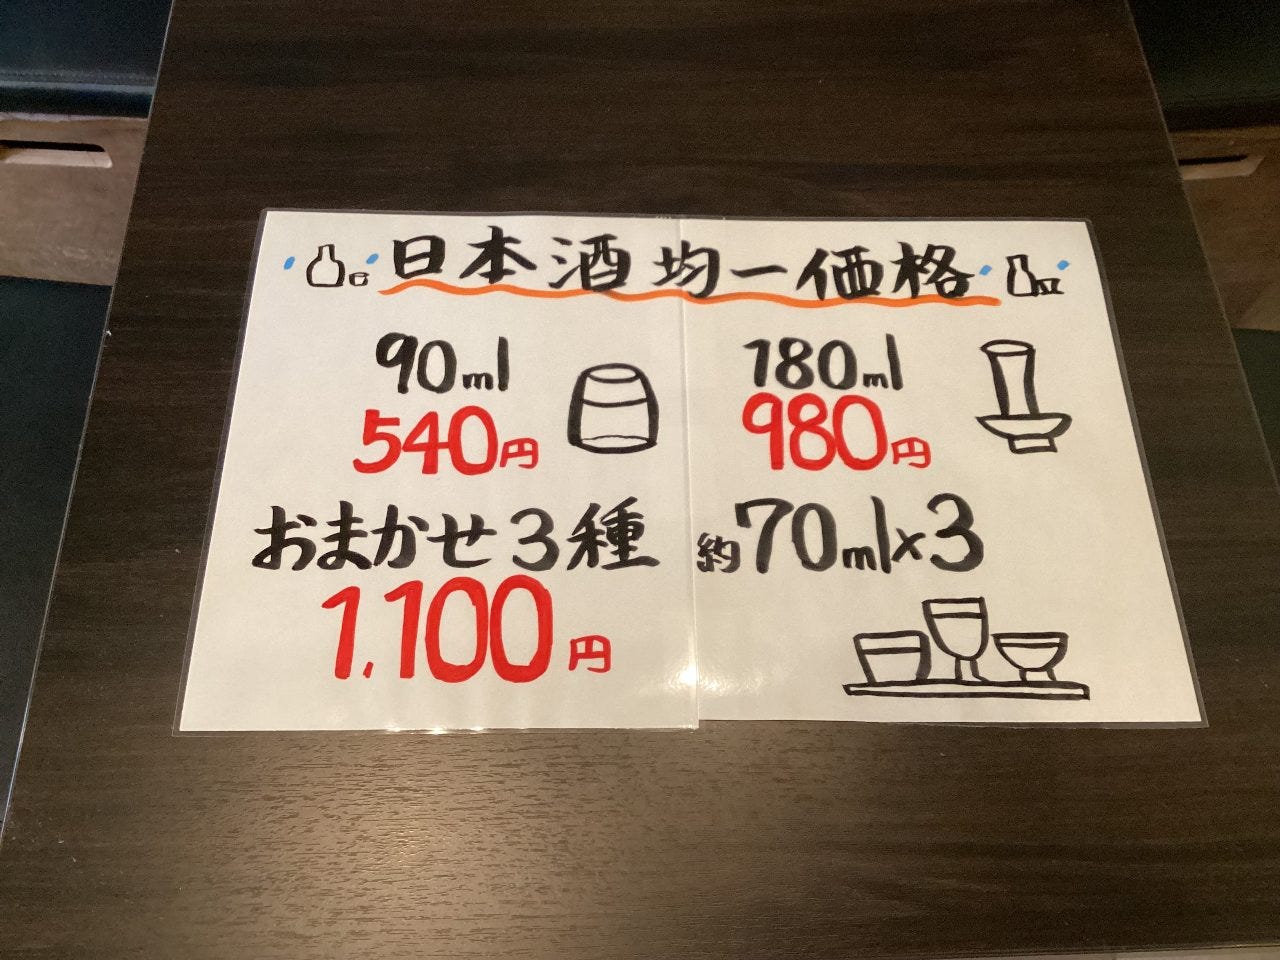 日本酒均一価格
90ml
540円
180ml
980円
おまかせ3種 約70ml×3
1,100円